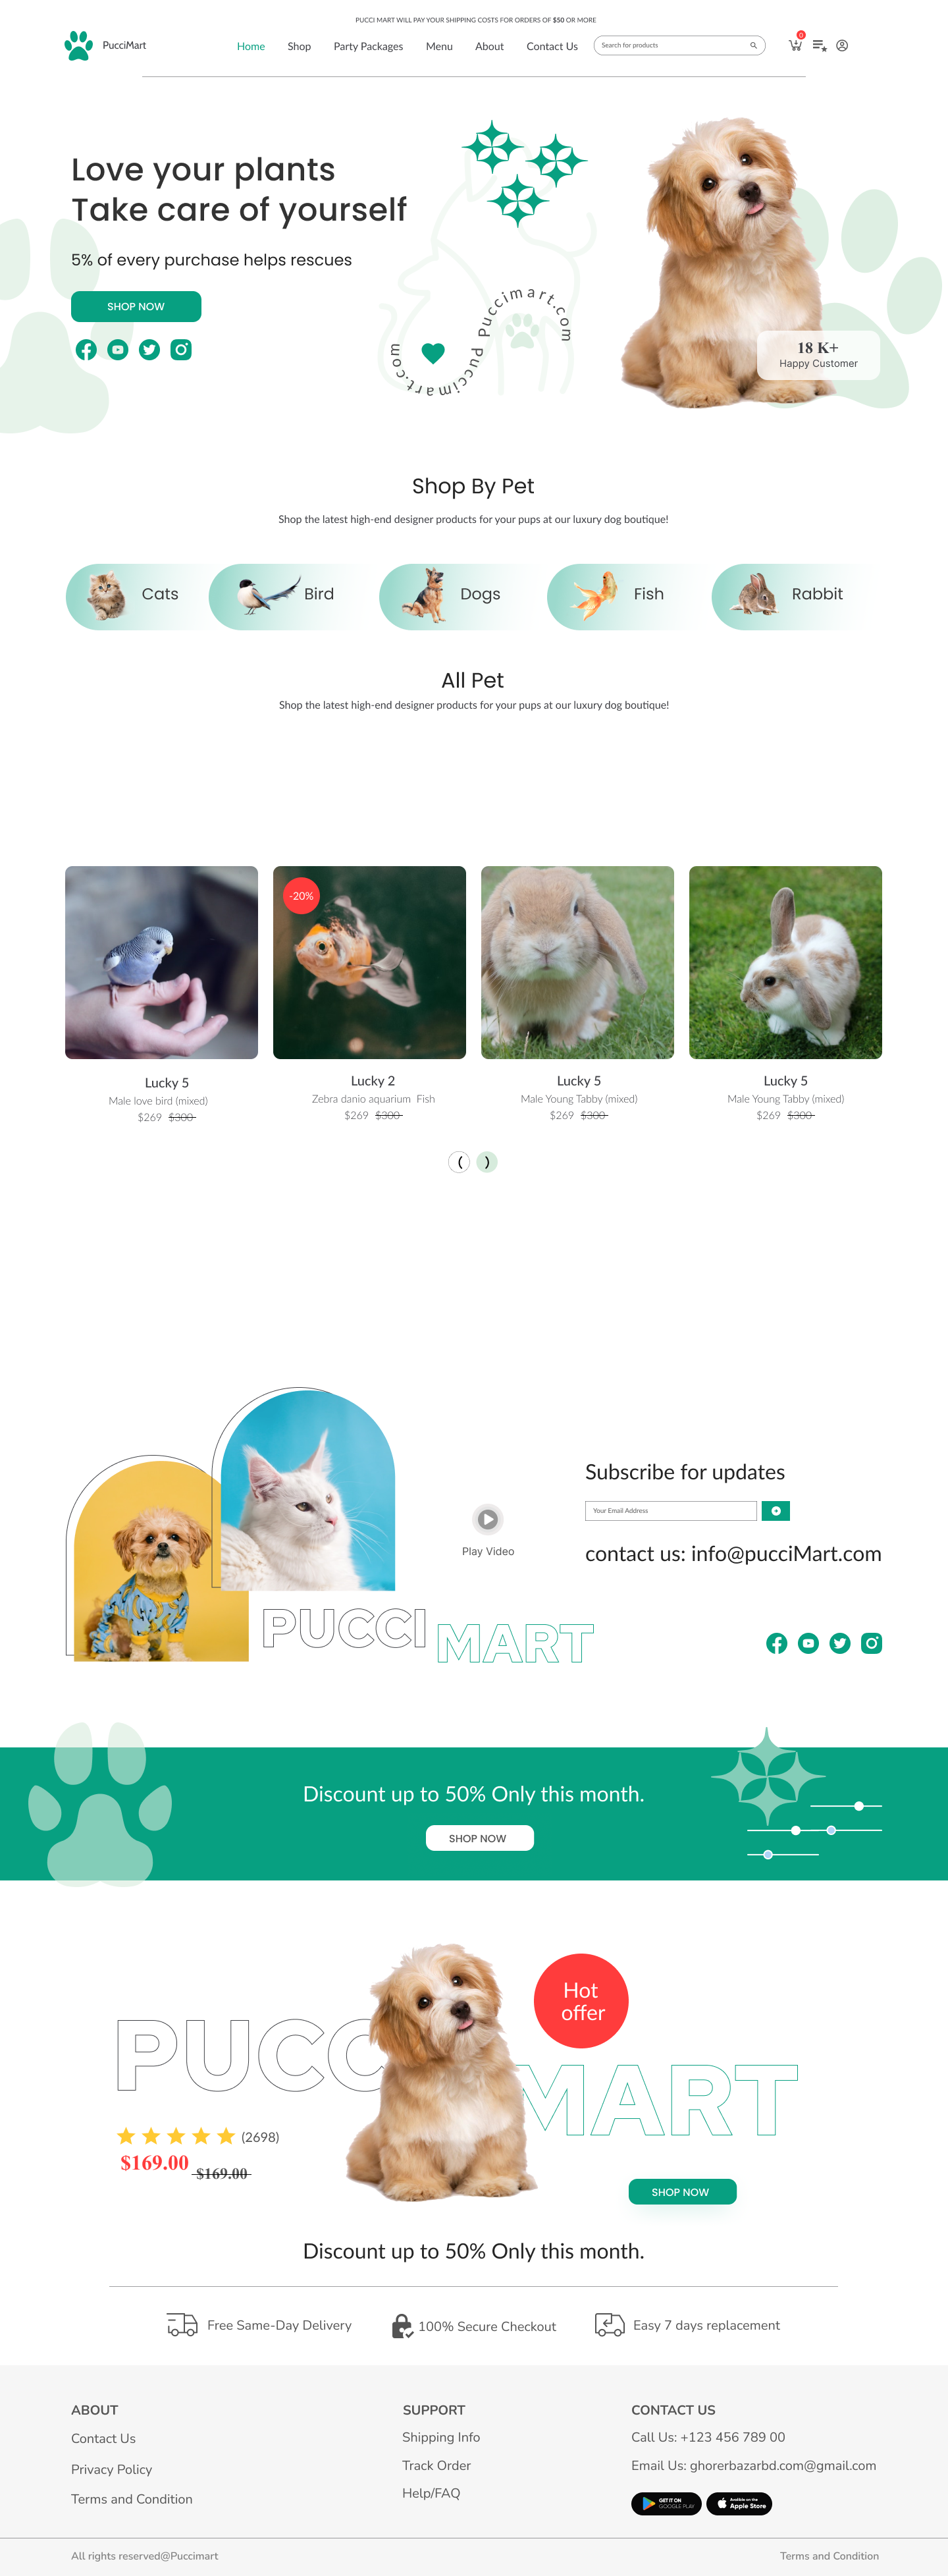 PUCCI MART WILL PAY YOUR SHIPPING COSTS FOR ORDERS OF $50 OR MORE
PucciMart
Home
Shop
Party Packages
Menu
About
Contact Us
Search for products
0
Love your plants
Take care of yourself
5% of every purchase helps rescues
SHOP NOW
Puccimart.com
Puccimart.com
18 K+
Happy Customer
Shop By Pet
Shop the latest high-end designer products for your pups at our luxury dog boutique!
Cats
Bird
Dogs
Fish
Rabbit
All Pet
Shop the latest high-end designer products for your pups at our luxury dog boutique!
-20%
Lucky 5
Male love bird (mixed)
$269 $300
Lucky 2
Zebra danio aquarium Fish
$269 $300
Lucky 5
Male Young Tabby (mixed)
$269 $300
Lucky 5
Male Young Tabby (mixed)
$269 $300
Subscribe for updates
Your Email Address
Play Video
contact us: info@pucciMart.com
PUCCI
MART
Discount up to 50% Only this month.
SHOP NOW
Hot
offer
PUCC
MART
(2698)
$169.00
$169.00
SHOP NOW
Discount up to 50% Only this month.
Free Same-Day Delivery
100% Secure Checkout
Easy 7 days replacement
ABOUT
Contact Us
Privacy Policy
Terms and Condition
SUPPORT
Shipping Info
Track Order
Help/FAQ
CONTACT US
Call Us: +123 456 789 00
Email Us: ghorerbazarbd.com@gmail.com
GET IT ON
GOOGLE PLAY
Available on the
Apple Store
All rights reserved@Puccimart
Terms and Condition